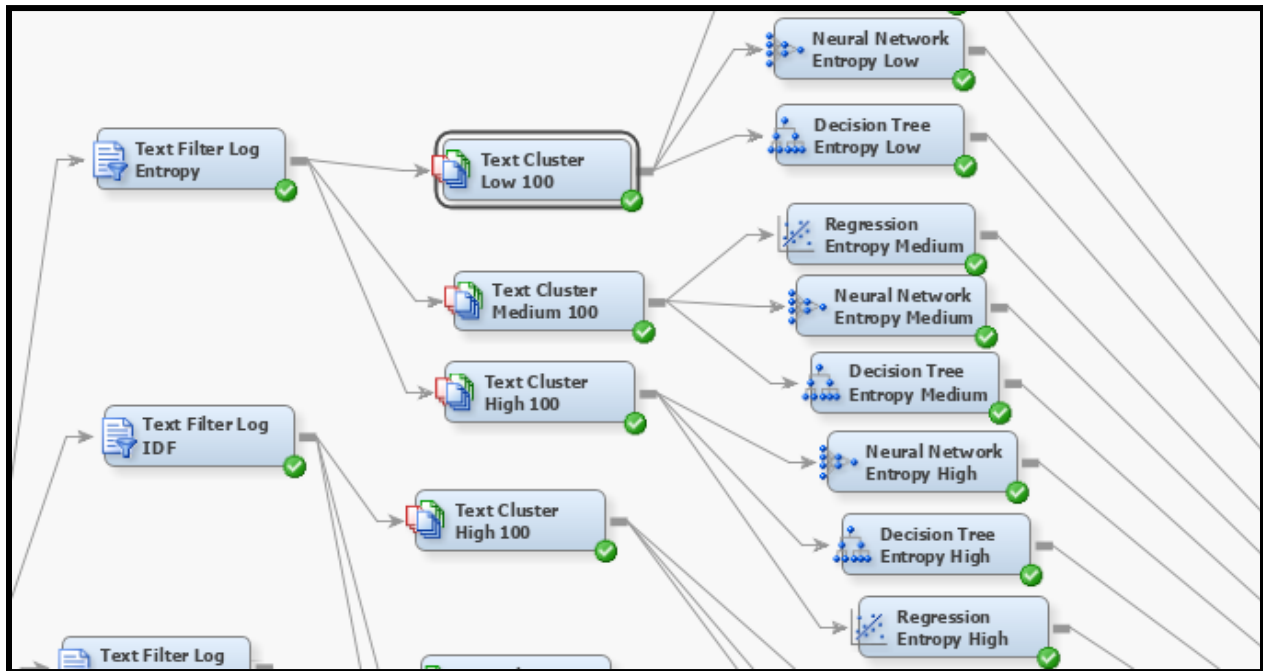 Neural Network
Entropy Low
Decision Tree
Entropy Low
Text Filter Log
Entropy
Text Cluster
Low 100
Regression
Entropy Medium
Text Cluster
Medium 100
Neural Network
Entropy Medium
Decision Tree
Entropy Medium
Text Cluster
High 100
Text Filter Log
IDF
Neural Network
Entropy High
Text Cluster
High 100
Decision Tree
Entropy High
Regression
Entropy High
Text Filter Log